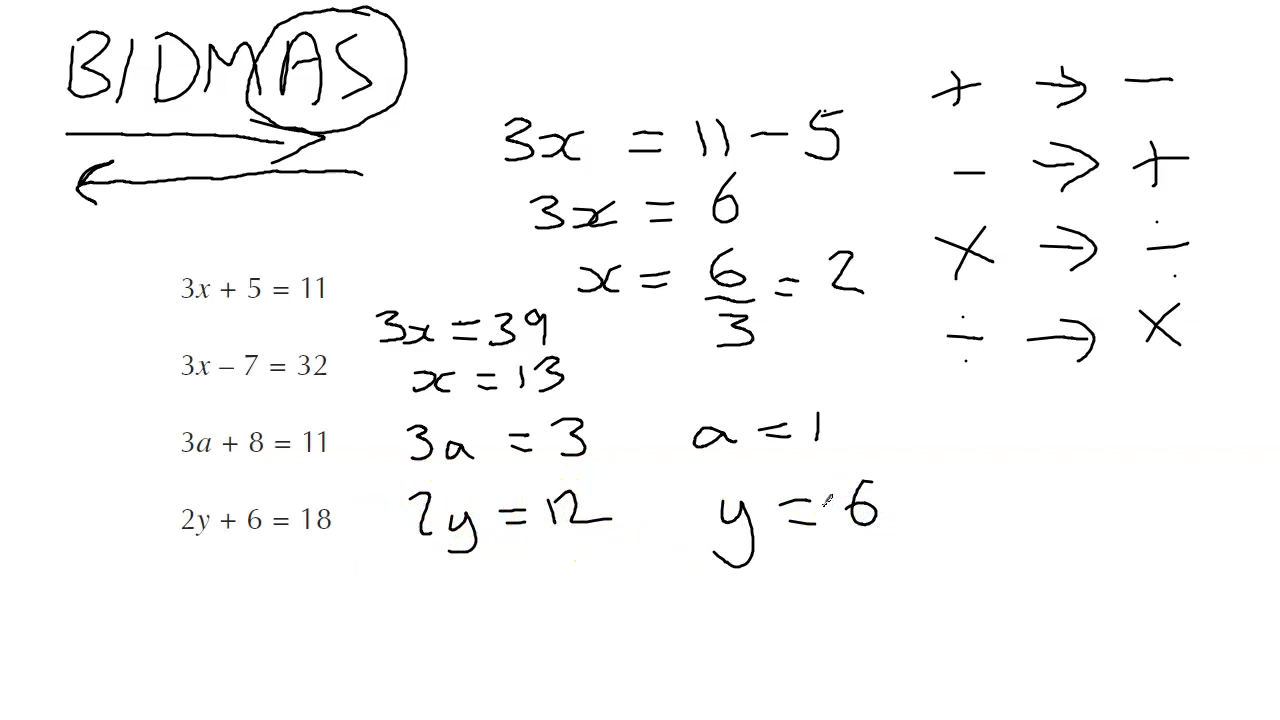 BIDMAS
+ → −
3x = 11 − 5
− → +
3x = 6
× → ÷
x = 6/3 = 2
÷ → ×
3x + 5 = 11
3x = 39
3x – 7 = 32
x = 13
3a + 8 = 11 3a = 3 a = 1
2y + 6 = 18 2y = 12 y = 6